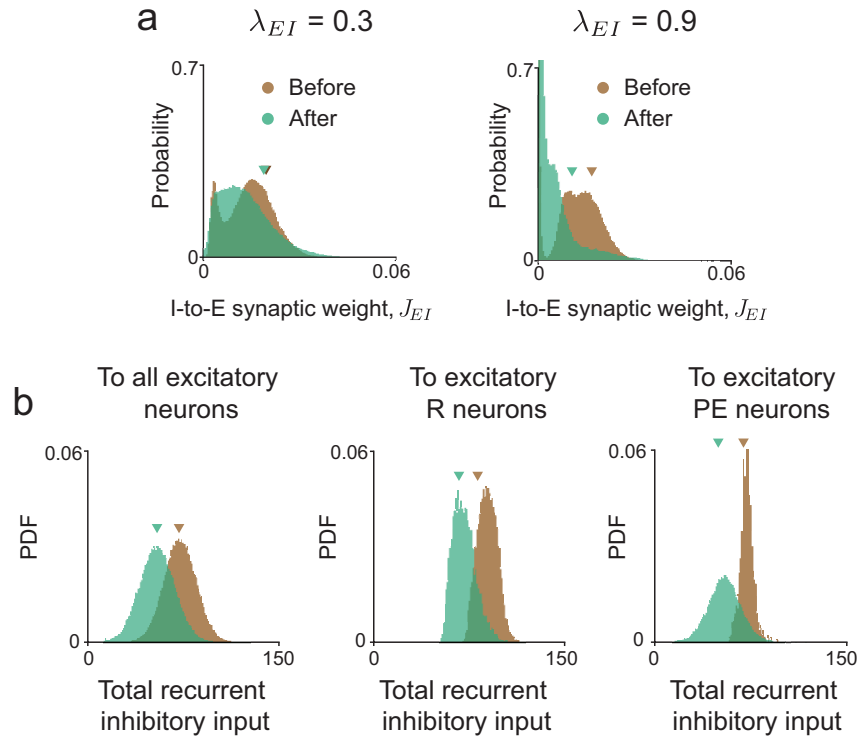 a
λ_EI = 0.3
λ_EI = 0.9
0.7
Probability
0
0
0.06
Before
After
I-to-E synaptic weight, J_EI
0.7
Probability
0
0
0.06
Before
After
I-to-E synaptic weight, J_EI
b
To all excitatory
neurons
0.06
PDF
0
0
150
Total recurrent
inhibitory input
To excitatory
R neurons
0.06
PDF
0
0
150
Total recurrent
inhibitory input
To excitatory
PE neurons
0.06
PDF
0
0
150
Total recurrent
inhibitory input